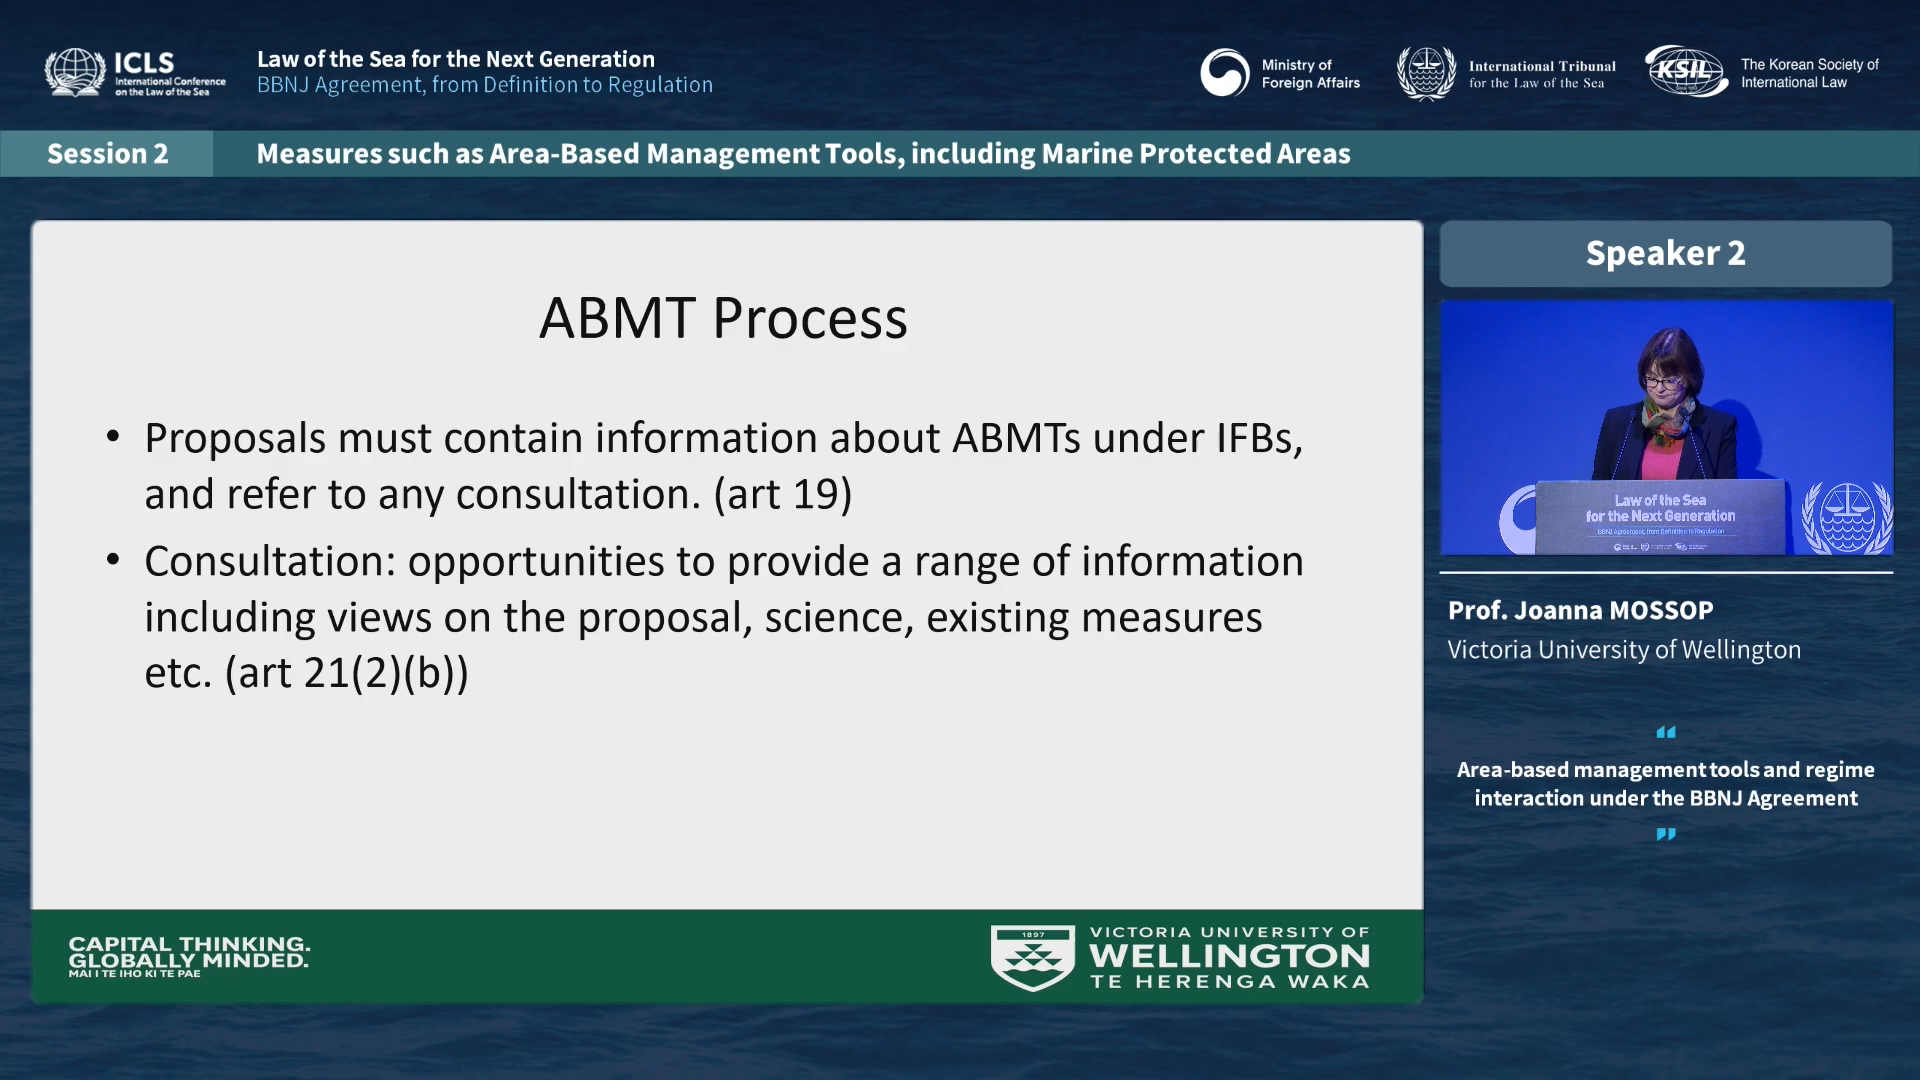 ICLS
International Conference
on the Law of the Sea
Law of the Sea for the Next Generation
BBNJ Agreement, from Definition to Regulation
Ministry of
Foreign Affairs
International Tribunal
for the Law of the Sea
KSIL
The Korean Society of
International Law
Session 2
Measures such as Area-Based Management Tools, including Marine Protected Areas
ABMT Process
• Proposals must contain information about ABMTs under IFBs,
and refer to any consultation. (art 19)
• Consultation: opportunities to provide a range of information
including views on the proposal, science, existing measures
etc. (art 21(2)(b))
CAPITAL THINKING.
GLOBALLY MINDED.
MAI I TE IHO KI TE PAE
1897
VICTORIA UNIVERSITY OF
WELLINGTON
TE HERENGA WAKA
Speaker 2
Law of the Sea
for the Next Generation
BBNJ Agreement, from Definition to Regulation
Prof. Joanna MOSSOP
Victoria University of Wellington
“
Area-based management tools and regime
interaction under the BBNJ Agreement
”